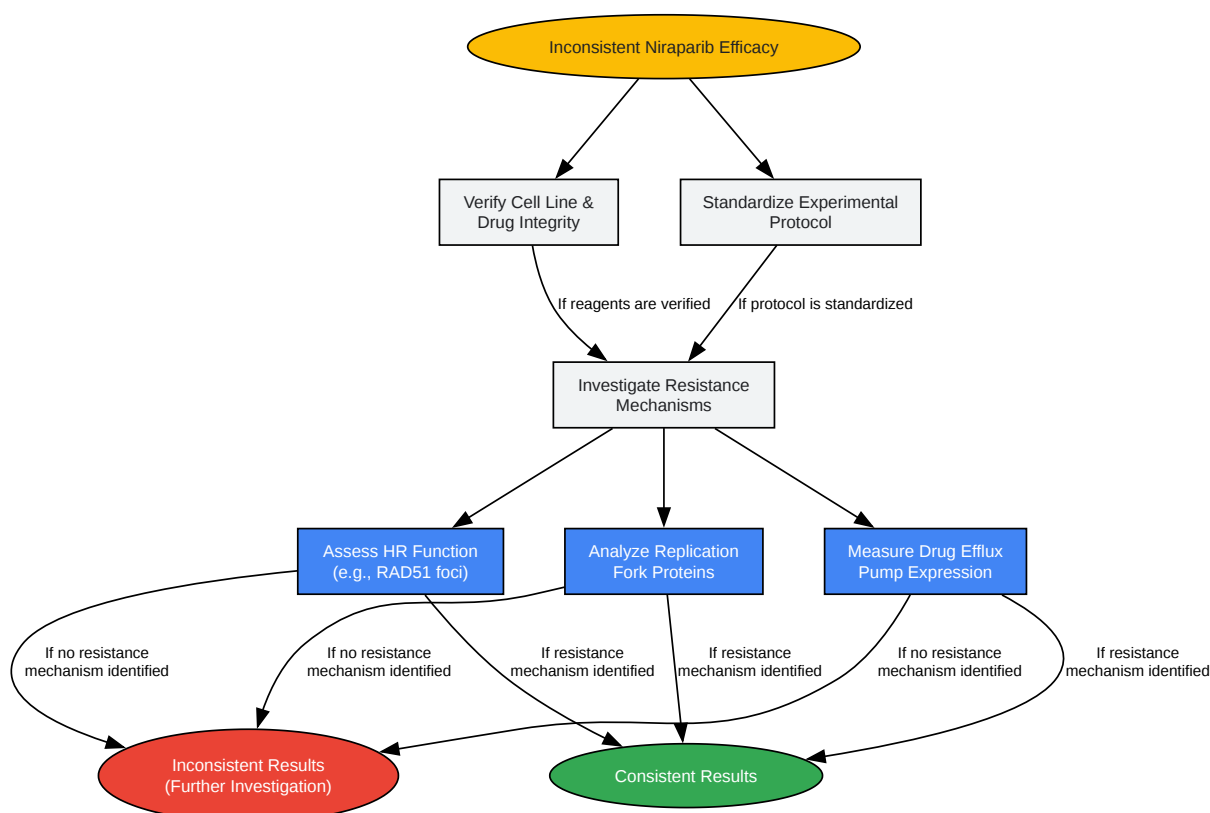 Inconsistent Niraparib Efficacy
Verify Cell Line &
Drug Integrity
Standardize Experimental
Protocol
If reagents are verified
If protocol is standardized
Investigate Resistance
Mechanisms
Assess HR Function
(e.g., RAD51 foci)
Analyze Replication
Fork Proteins
Measure Drug Efflux
Pump Expression
If no resistance
mechanism identified
If no resistance
mechanism identified
If resistance
mechanism identified
If resistance
mechanism identified
If no resistance
mechanism identified
If resistance
mechanism identified
Inconsistent Results
(Further Investigation)
Consistent Results